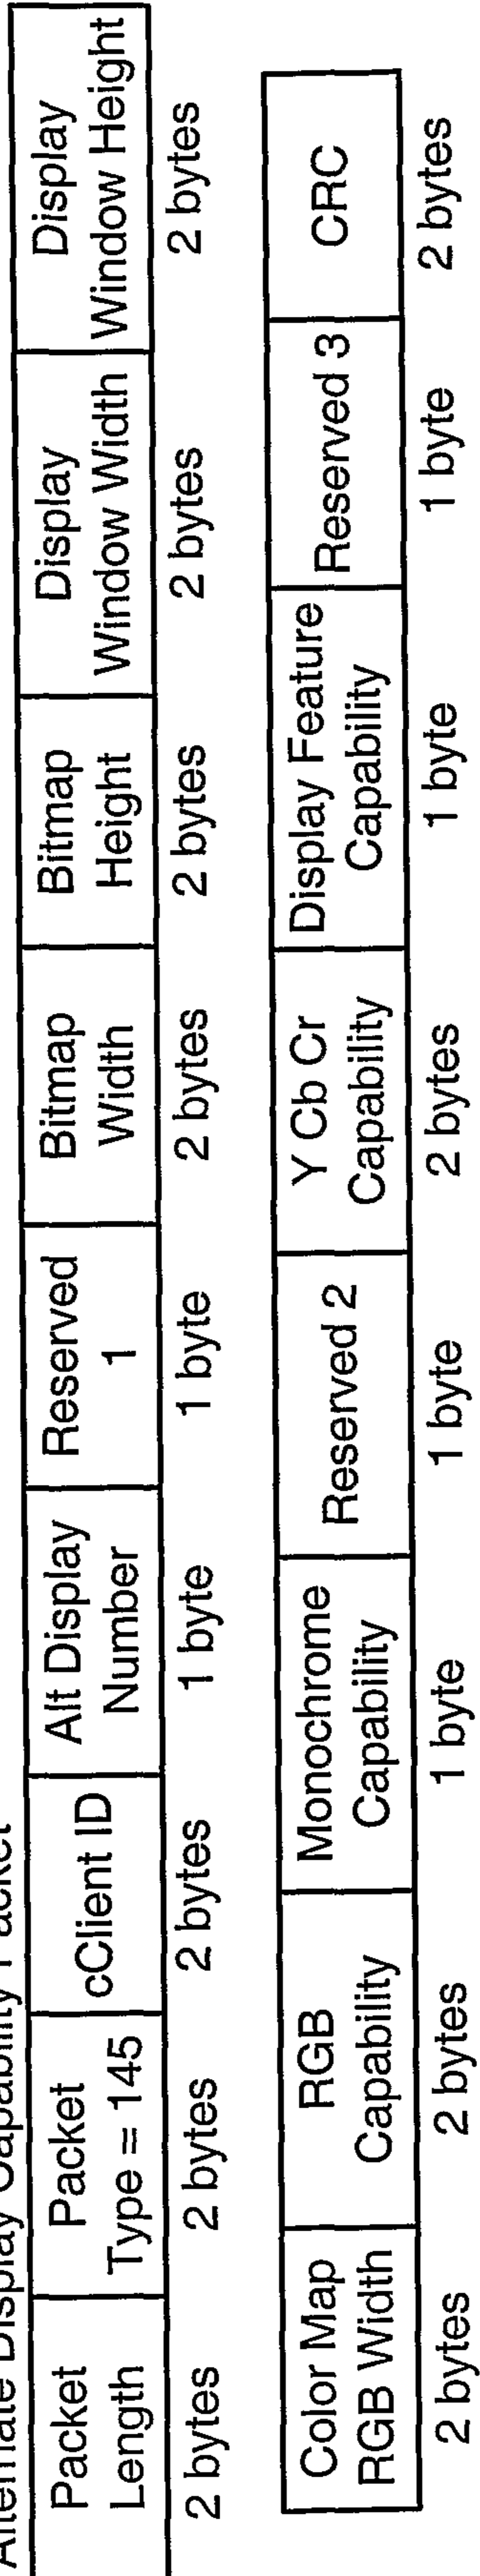 Alternate Display Capability Packet
Packet
Length
2 bytes
Packet
Type = 145
2 bytes
cClient ID
2 bytes
Alt Display
Number
1 byte
Reserved
1
1 byte
Bitmap
Width
2 bytes
Bitmap
Height
2 bytes
Display
Window Width
2 bytes
Display
Window Height
2 bytes
Color Map
RGB Width
2 bytes
RGB
Capability
2 bytes
Monochrome
Capability
1 byte
Reserved 2
1 byte
Y Cb Cr
Capability
2 bytes
Display Feature
Capability
1 byte
Reserved 3
1 byte
CRC
2 bytes